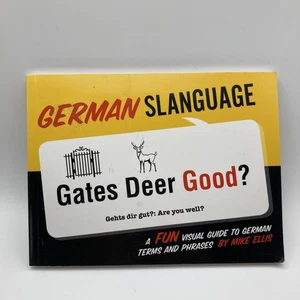 GERMAN SLANGUAGE
Gates Deer Good?
Gehts dir gut?: Are you well?
A FUN VISUAL GUIDE TO GERMAN
TERMS AND PHRASES BY MIKE ELLIS